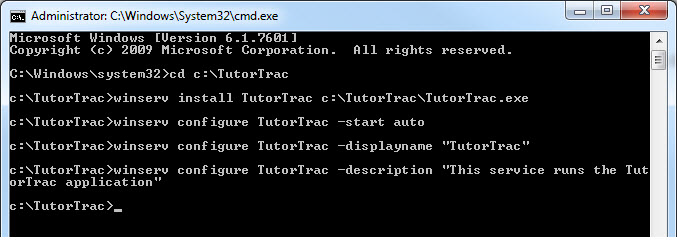 Administrator: C:\Windows\System32\cmd.exe
Microsoft Windows [Version 6.1.7601]
Copyright (c) 2009 Microsoft Corporation.  All rights reserved.
C:\Windows\system32>cd c:\TutorTrac
c:\TutorTrac>winserv install TutorTrac c:\TutorTrac\TutorTrac.exe
c:\TutorTrac>winserv configure TutorTrac -start auto
c:\TutorTrac>winserv configure TutorTrac -displayname "TutorTrac"
c:\TutorTrac>winserv configure TutorTrac -description "This service runs the Tut
orTrac application"
c:\TutorTrac>_